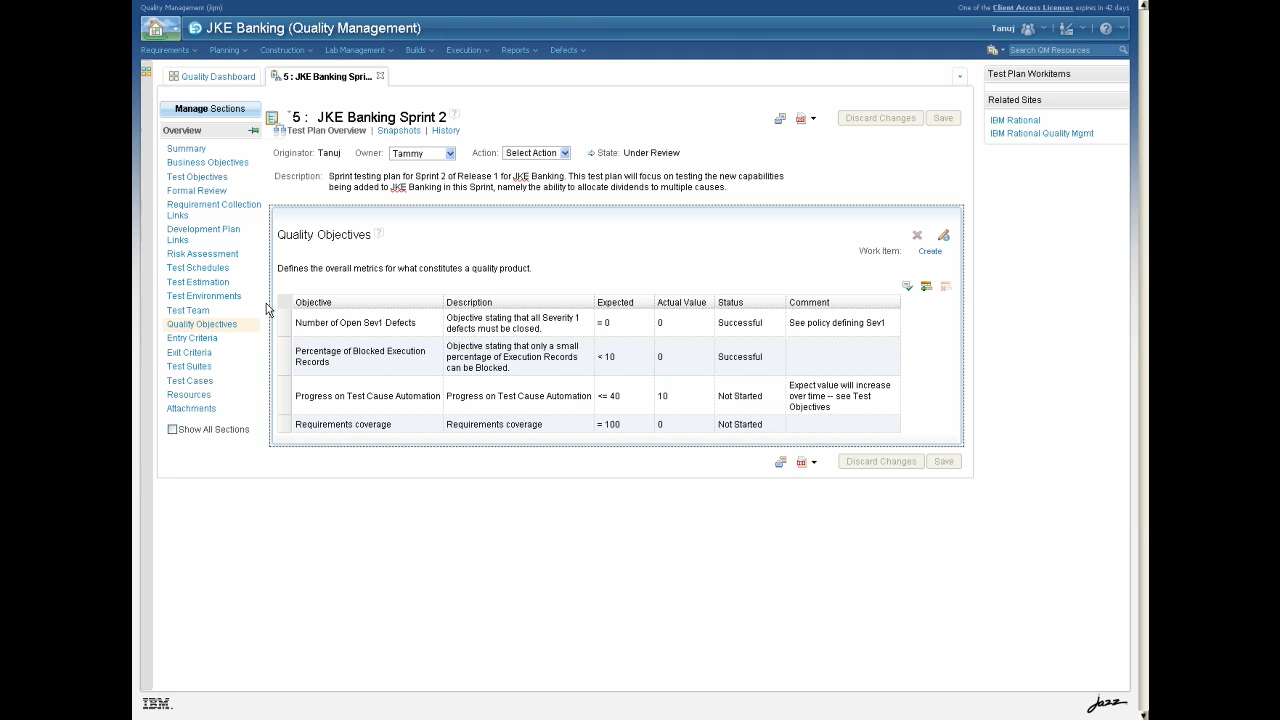 Quality Management (/qm)
One of the Client Access Licenses expires in 42 days
JKE Banking (Quality Management)
Tanuj
Requirements Planning Construction Lab Management Builds Execution Reports Defects
Search QM Resources
Quality Dashboard
5 : JKE Banking Spri...
Test Plan Workitems
Related Sites
IBM Rational
IBM Rational Quality Mgmt
Manage Sections
Overview
Summary
Business Objectives
Test Objectives
Formal Review
Requirement Collection
Links
Development Plan
Links
Risk Assessment
Test Schedules
Test Estimation
Test Environments
Test Team
Quality Objectives
Entry Criteria
Exit Criteria
Test Suites
Test Cases
Resources
Attachments
Show All Sections
*5 : JKE Banking Sprint 2 ?
Discard Changes Save
Test Plan Overview | Snapshots | History
Originator: Tanuj Owner: Tammy Action: Select Action State: Under Review
Description: Sprint testing plan for Sprint 2 of Release 1 for JKE Banking. This test plan will focus on testing the new capabilities
being added to JKE Banking in this Sprint, namely the ability to allocate dividends to multiple causes.
Quality Objectives ?
Work Item: Create
Defines the overall metrics for what constitutes a quality product.
Objective Description Expected Actual Value Status Comment
Number of Open Sev1 Defects Objective stating that all Severity 1 defects must be closed. = 0 0 Successful See policy defining Sev1
Percentage of Blocked Execution Records Objective stating that only a small percentage of Execution Records can be Blocked. < 10 0 Successful
Progress on Test Cause Automation Progress on Test Cause Automation <= 40 10 Not Started Expect value will increase over time -- see Test Objectives
Requirements coverage Requirements coverage = 100 0 Not Started
Discard Changes Save
IBM.
jazz